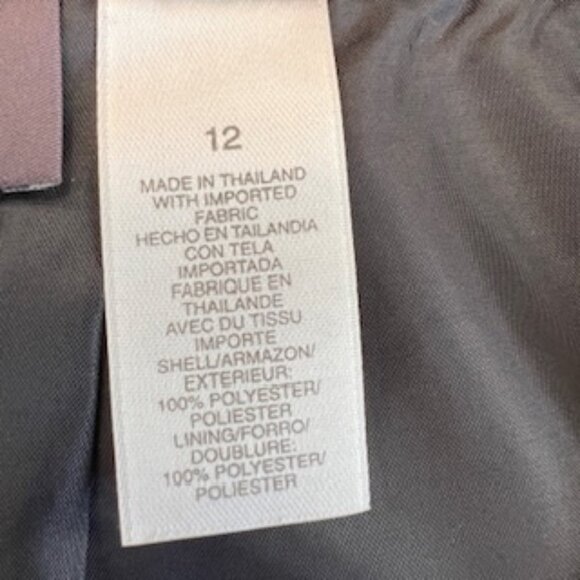 12
MADE IN THAILAND
WITH IMPORTED
FABRIC
HECHO EN TAILANDIA
CON TELA
IMPORTADA
FABRIQUE EN
THAILANDE
AVEC DU TISSU
IMPORTE
SHELL/ARMAZON/
EXTERIEUR:
100% POLYESTER/
POLIESTER
LINING/FORRO/
DOUBLURE:
100% POLYESTER/
POLIESTER